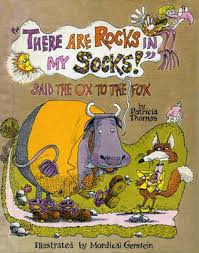 "THERE ARE ROCKS IN
MY SOCKS!"
SAID THE OX TO THE FOX
by
Patricia
Thomas
Illustrated by Mordicai Gerstein